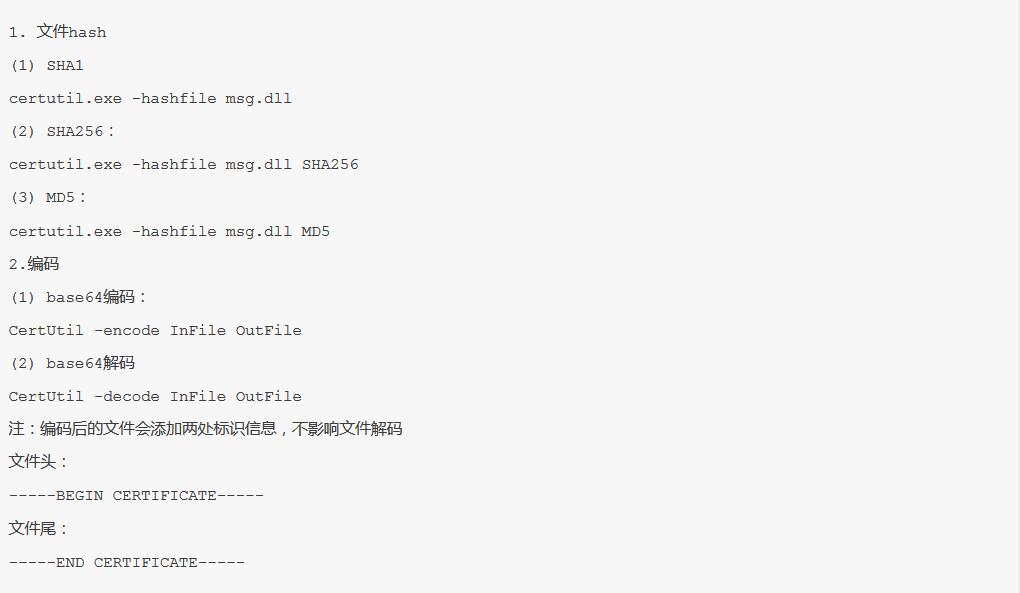 1. 文件hash
(1) SHA1
certutil.exe -hashfile msg.dll
(2) SHA256：
certutil.exe -hashfile msg.dll SHA256
(3) MD5：
certutil.exe -hashfile msg.dll MD5
2.编码
(1) base64编码：
CertUtil -encode InFile OutFile
(2) base64解码
CertUtil -decode InFile OutFile
注：编码后的文件会添加两处标识信息，不影响文件解码
文件头：
-----BEGIN CERTIFICATE-----
文件尾：
-----END CERTIFICATE-----